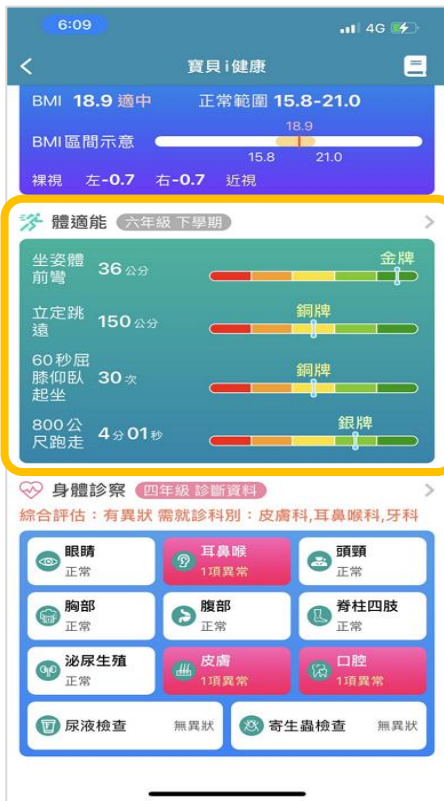 6:09
4G
寶貝i健康
BMI 18.9 適中 正常範圍 15.8-21.0
18.9
BMI區間示意
15.8 21.0
裸視 左-0.7 右-0.7 近視
體適能 六年級 下學期
坐姿體前彎 36 公分 金牌
立定跳遠 150 公分 銅牌
60秒屈膝仰臥起坐 30 次 銅牌
800公尺跑走 4分01秒 銀牌
身體診察 四年級 診斷資料
綜合評估：有異狀 需就診科別：皮膚科,耳鼻喉科,牙科
眼睛 正常
耳鼻喉 1項異常
頭頸 正常
胸部 正常
腹部 正常
脊柱四肢 正常
泌尿生殖 正常
皮膚 1項異常
口腔 1項異常
尿液檢查 無異狀
寄生蟲檢查 無異狀